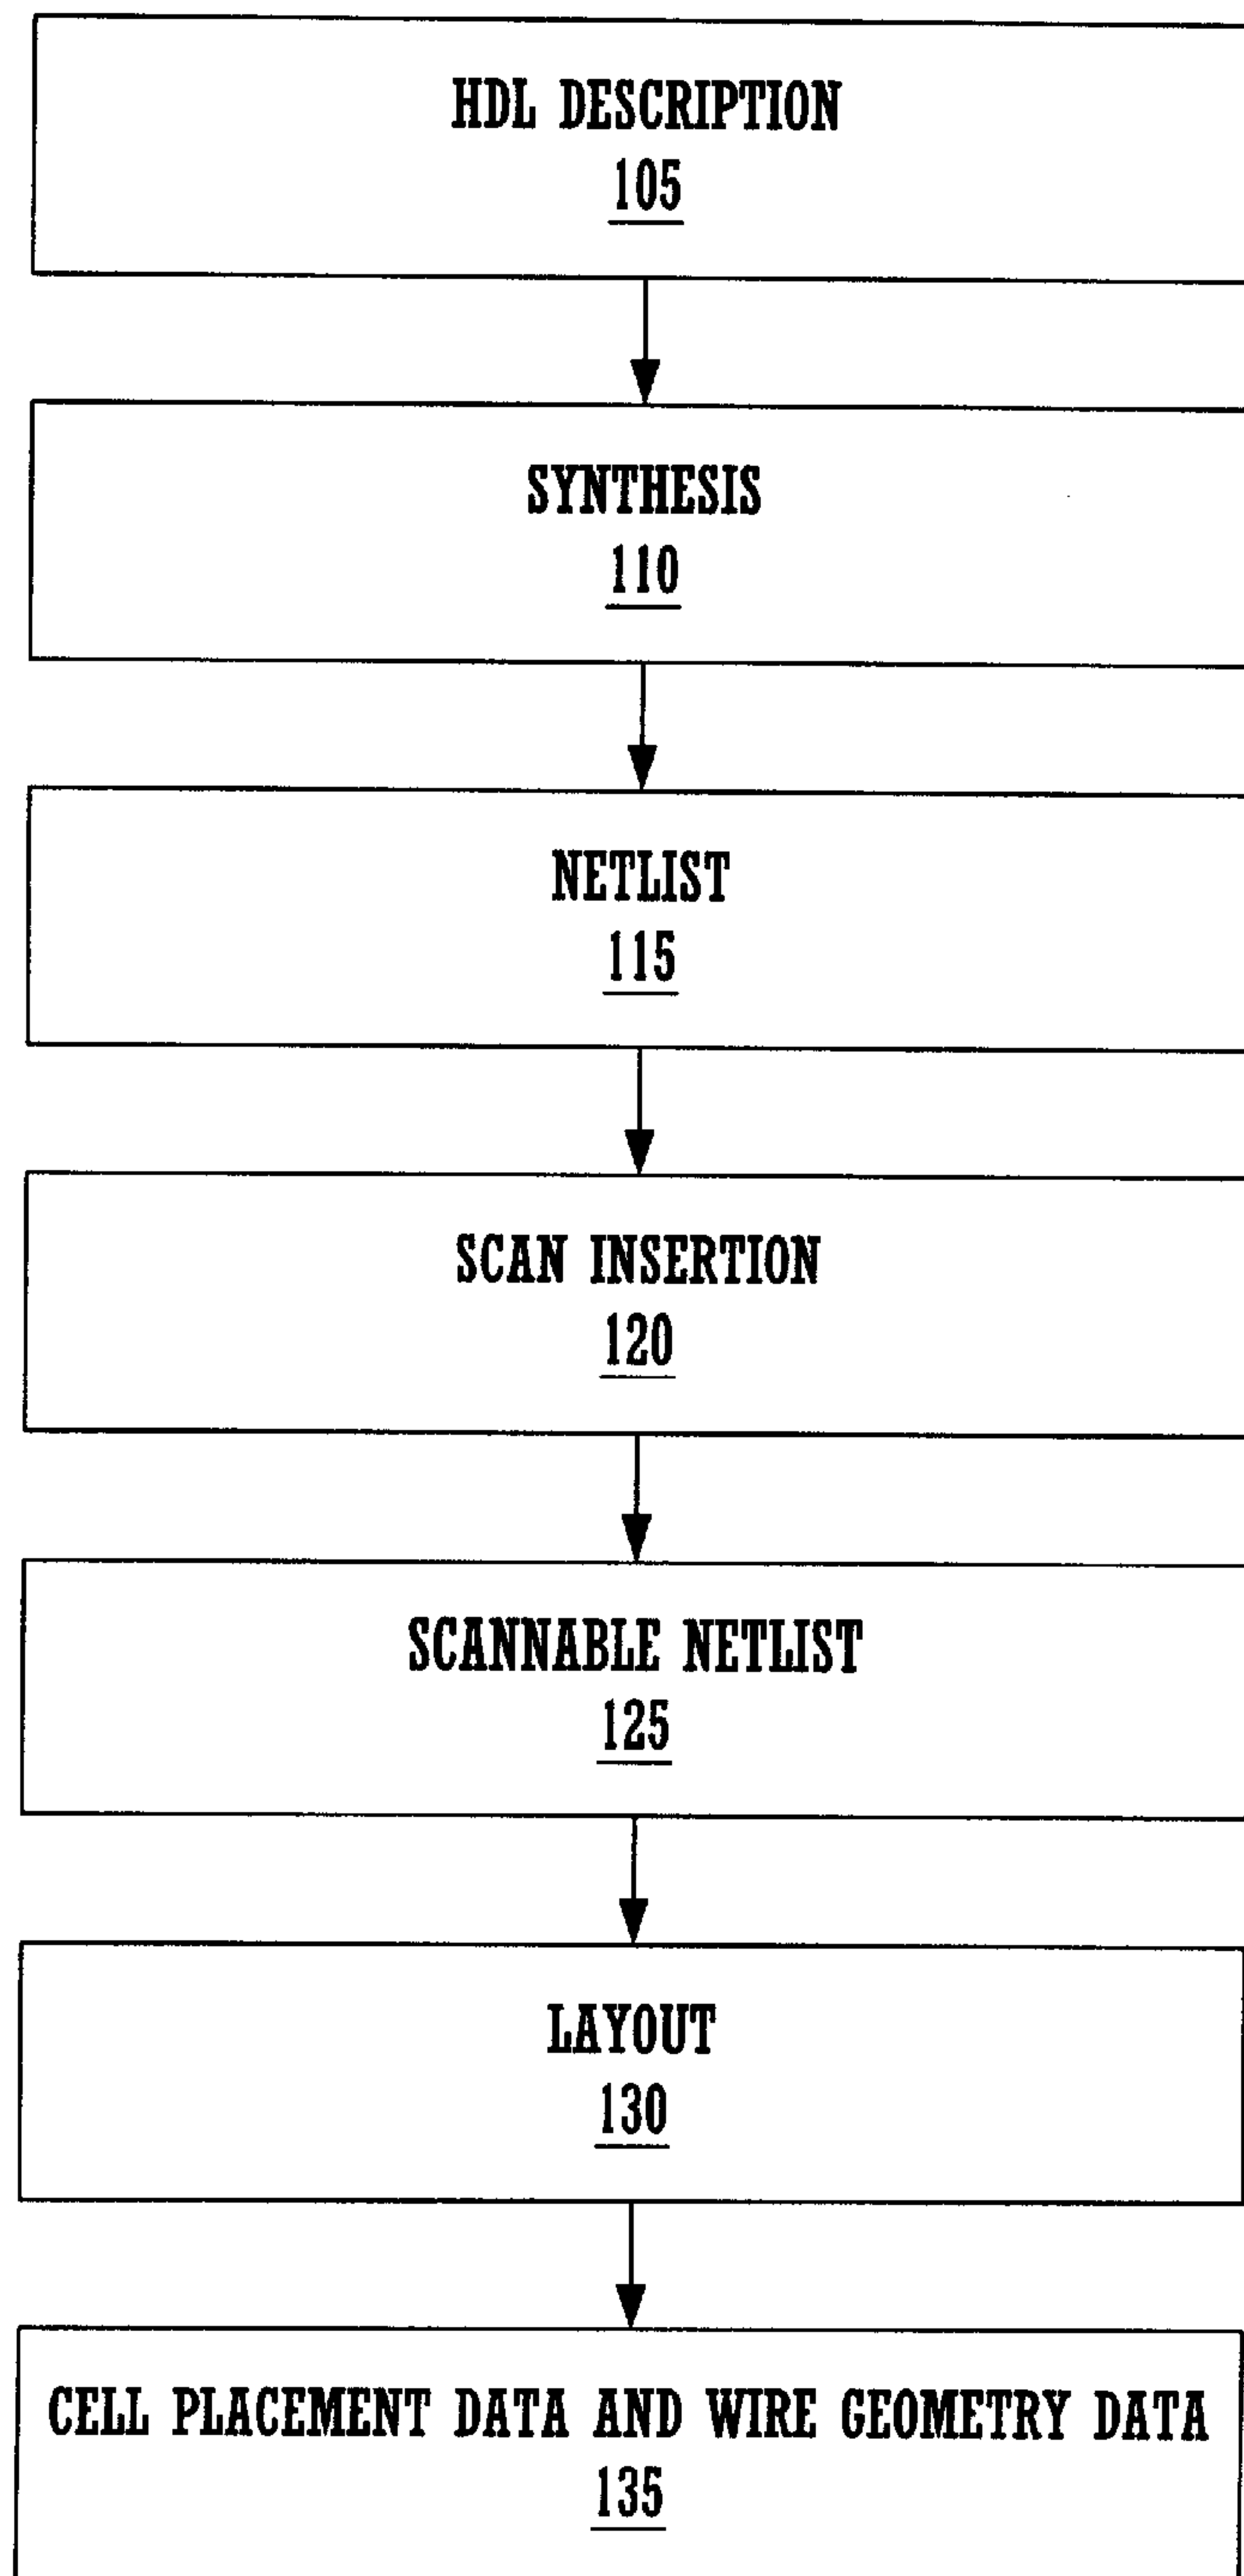 HDL DESCRIPTION
105
SYNTHESIS
110
NETLIST
115
SCAN INSERTION
120
SCANNABLE NETLIST
125
LAYOUT
130
CELL PLACEMENT DATA AND WIRE GEOMETRY DATA
135